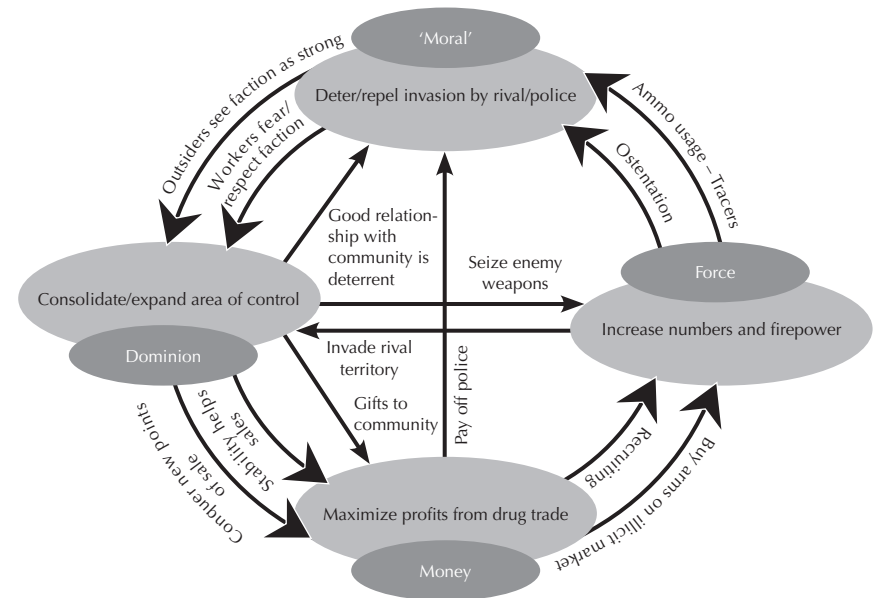 ‘Moral’
Deter/repel invasion by rival/police
Outsiders see faction as strong
Workers fear/
respect faction
Ammo usage – Tracers
Ostentation
Good relation-
ship with
community is
deterrent
Seize enemy
weapons
Force
Consolidate/expand area of control
Increase numbers and firepower
Dominion
Invade rival
territory
Pay off police
Gifts to
community
Stability helps
sales
Conquer new points
of sale
Recruiting
Buy arms on illicit market
Maximize profits from drug trade
Money